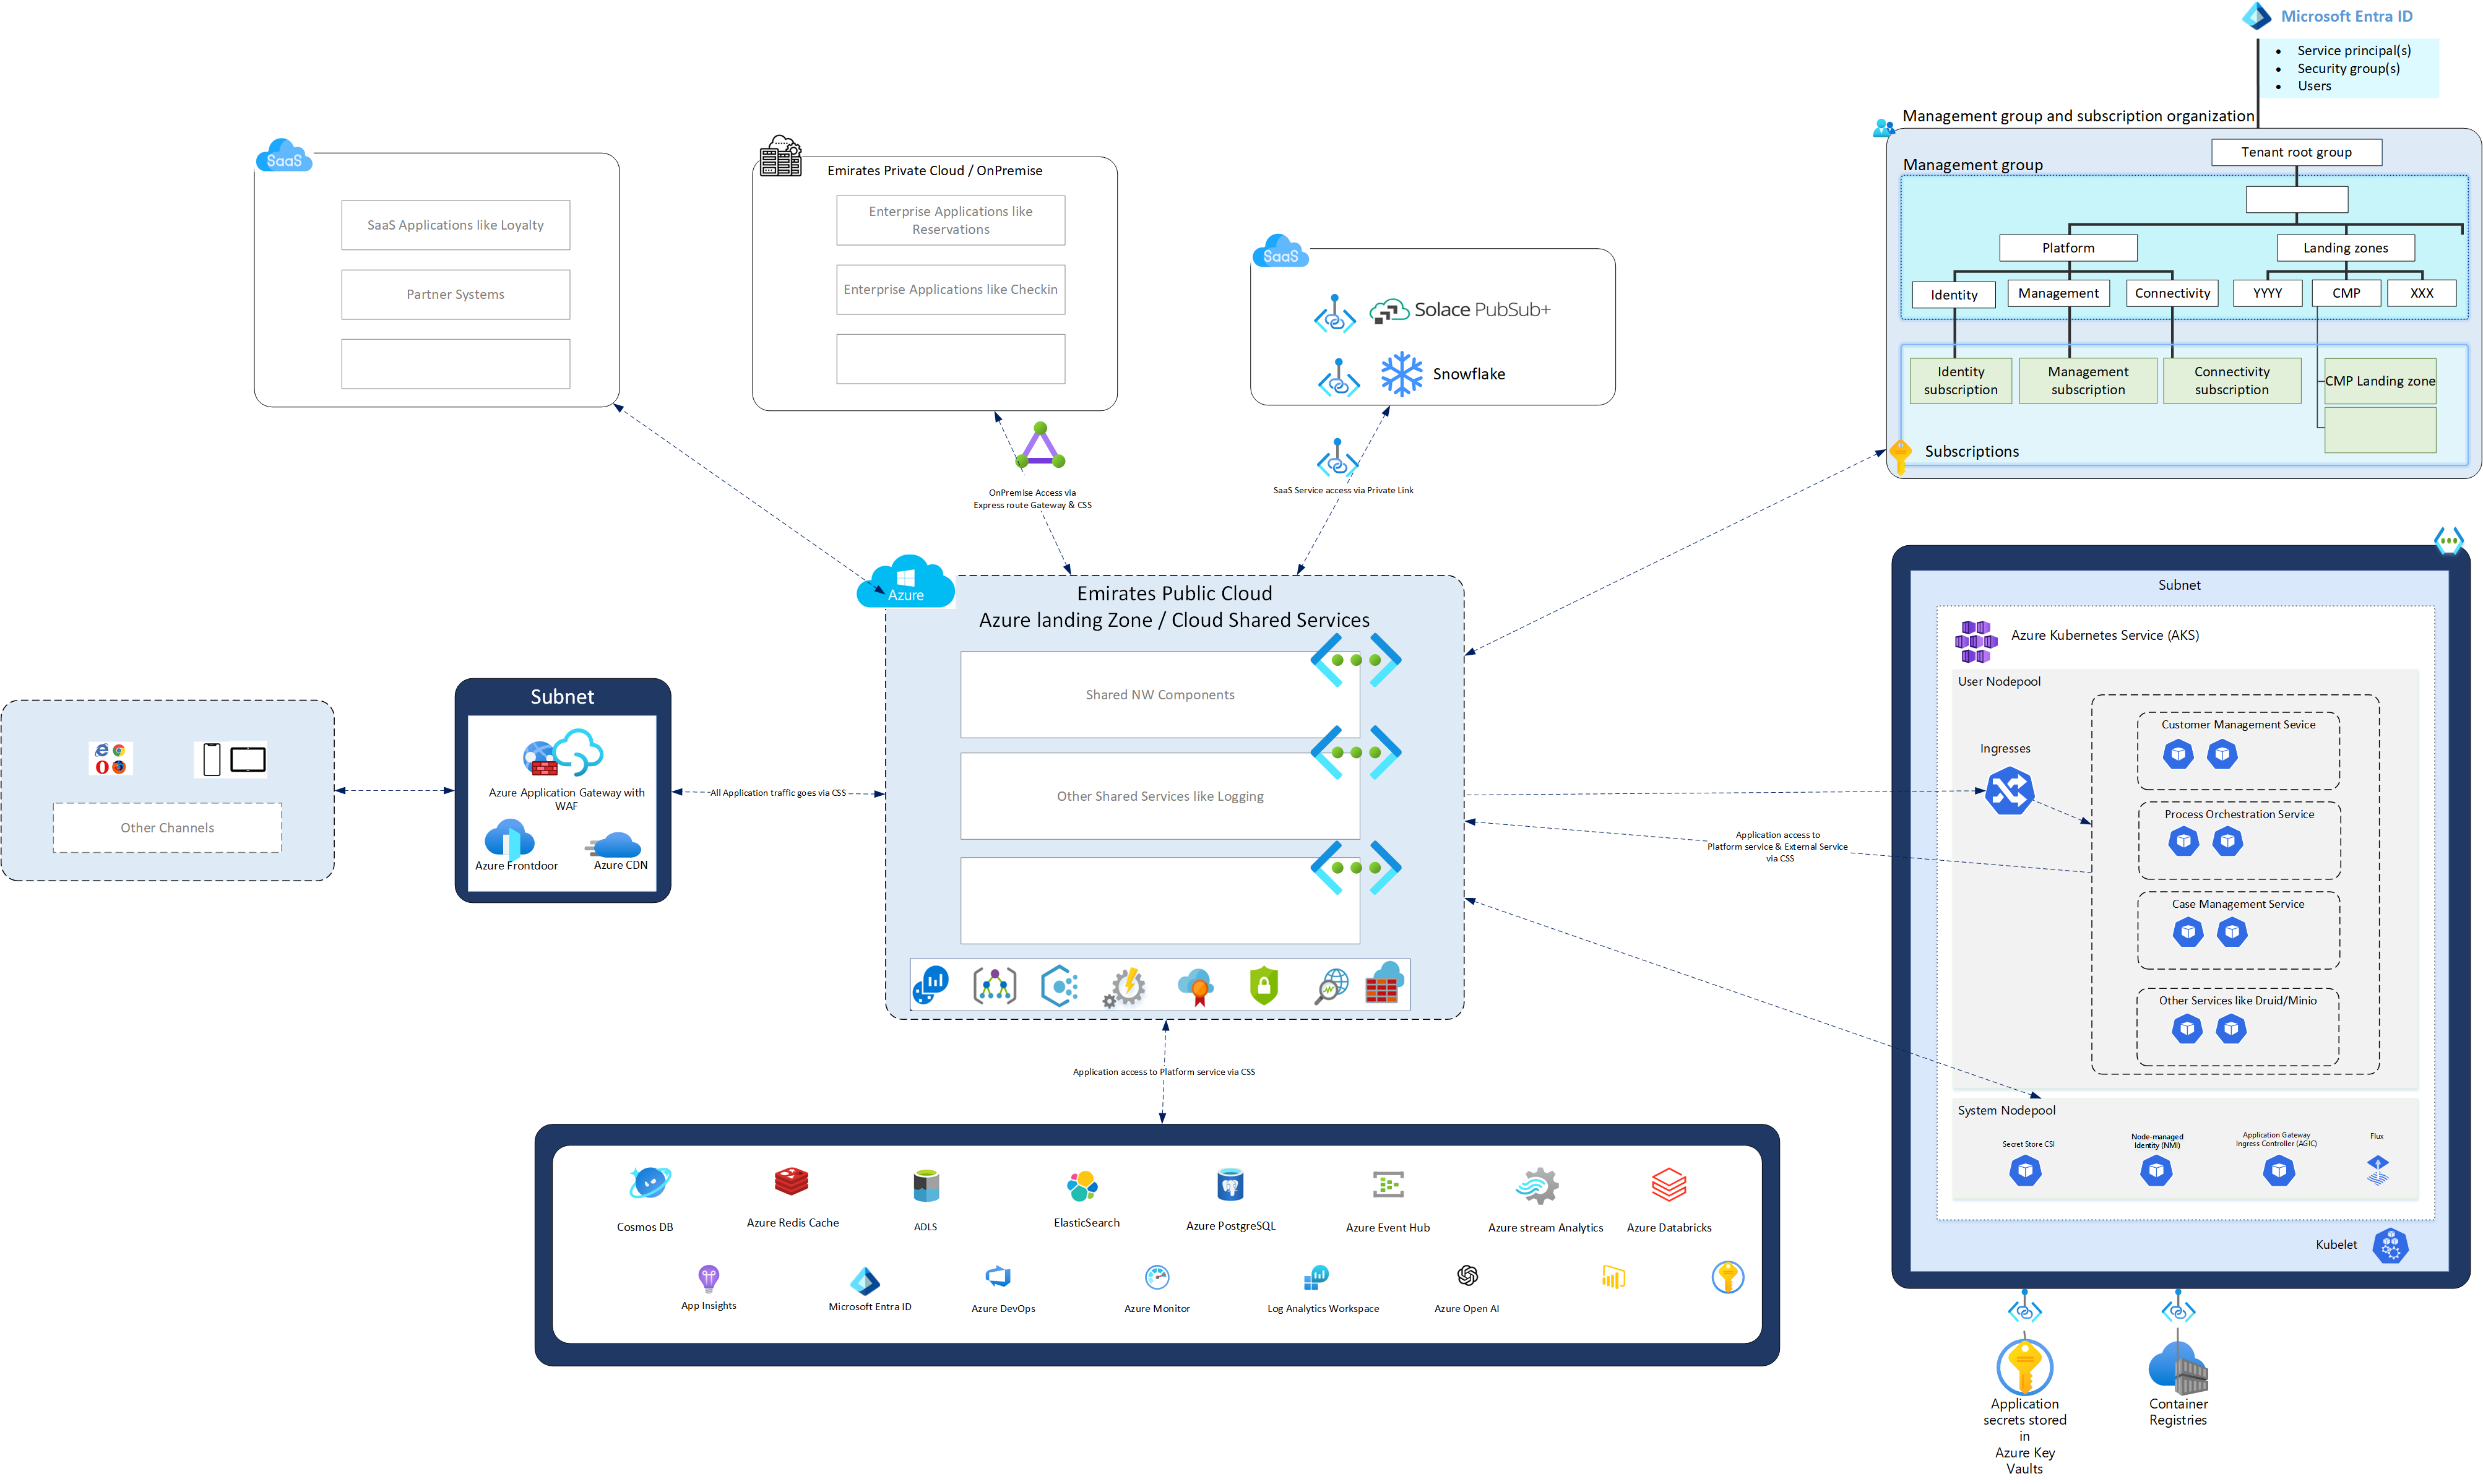 Microsoft Entra ID
• Service principal(s)
• Security group(s)
• Users
Management group and subscription organization
Management group
Tenant root group
Platform
Landing zones
Identity
Management
Connectivity
YYYY
CMP
XXX
Identity
subscription
Management
subscription
Connectivity
subscription
CMP Landing zone
Subscriptions
SaaS
SaaS Applications like Loyalty
Partner Systems
Emirates Private Cloud / OnPremise
Enterprise Applications like
Reservations
Enterprise Applications like Checkin
SaaS
Solace PubSub+
Snowflake
OnPremise Access via
Express route Gateway & CSS
SaaS Service access via Private Link
Azure
Emirates Public Cloud
Azure landing Zone / Cloud Shared Services
Shared NW Components
Other Shared Services like Logging
Other Channels
Subnet
Azure Application Gateway with
WAF
Azure Frontdoor
Azure CDN
All Application traffic goes via CSS
Application access to
Platform service & External Service
via CSS
Application access to Platform service via CSS
Subnet
Azure Kubernetes Service (AKS)
User Nodepool
Ingresses
Customer Management Sevice
Process Orchestration Service
Case Management Service
Other Services like Druid/Minio
System Nodepool
Secret Store CSI
Node-managed
Identity (NMI)
Application Gateway
Ingress Controller (AGIC)
Flux
Kubelet
Cosmos DB
Azure Redis Cache
ADLS
ElasticSearch
Azure PostgreSQL
Azure Event Hub
Azure stream Analytics
Azure Databricks
App Insights
Microsoft Entra ID
Azure DevOps
Azure Monitor
Log Analytics Workspace
Azure Open AI
Application
secrets stored
in
Azure Key
Vaults
Container
Registries